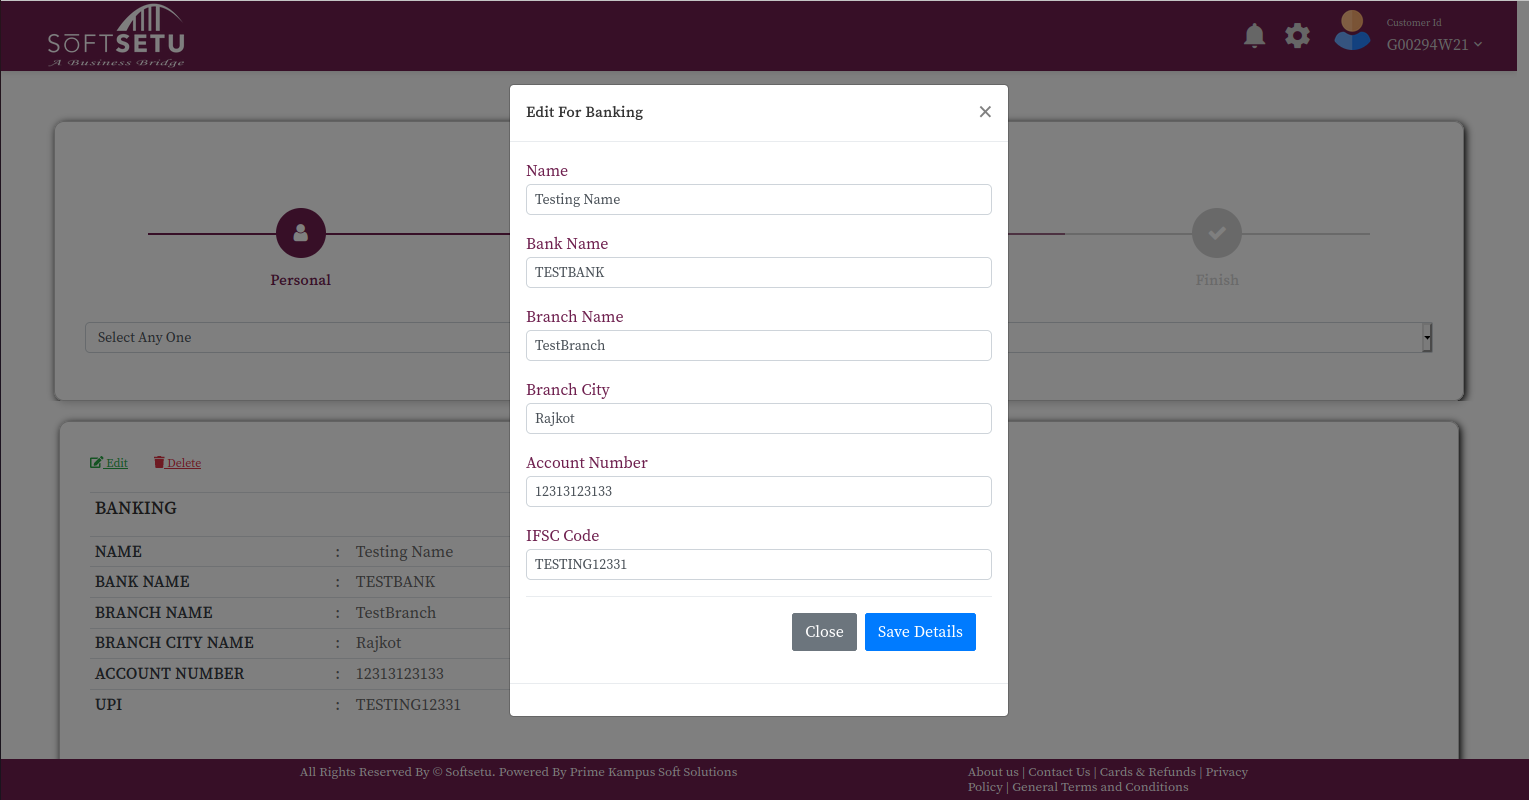 SOFTSETU
A Business Bridge
Customer Id
G00294W21
Edit For Banking
×
Name
Testing Name
Bank Name
TESTBANK
Branch Name
TestBranch
Branch City
Rajkot
Account Number
12313123133
IFSC Code
TESTING12331
Close Save Details
Personal
Finish
Select Any One
Edit Delete
BANKING
NAME : Testing Name
BANK NAME : TESTBANK
BRANCH NAME : TestBranch
BRANCH CITY NAME : Rajkot
ACCOUNT NUMBER : 12313123133
UPI : TESTING12331
All Rights Reserved By © Softsetu. Powered By Prime Kampus Soft Solutions
About us | Contact Us | Cards & Refunds | Privacy
Policy | General Terms and Conditions